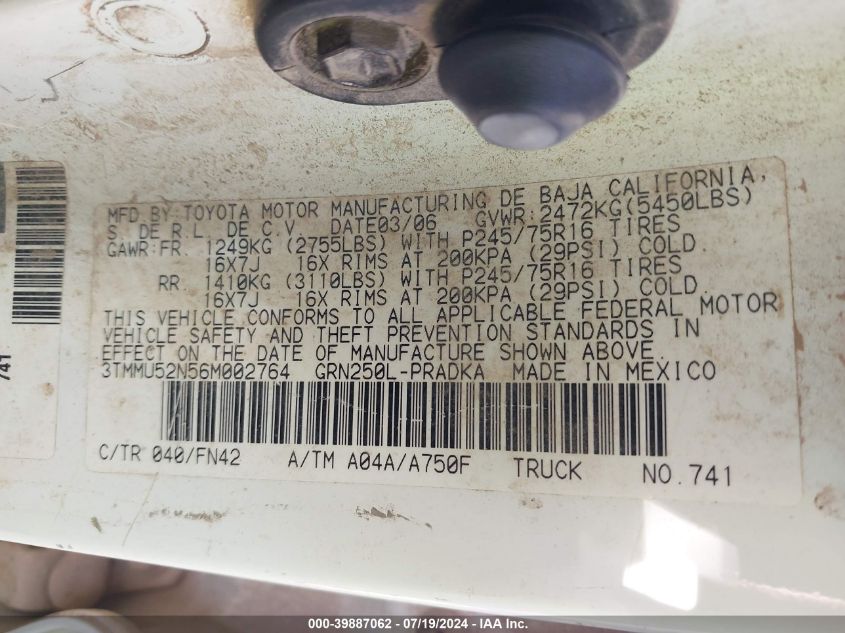 MFD BY TOYOTA MOTOR MANUFACTURING DE BAJA CALIFORNIA,
S. DE R.L. DE C.V. DATE03/06 GVWR:2472KG(5450LBS)
GAWR:FR. 1249KG (2755LBS) WITH P245/75R16 TIRES
16X7J 16X RIMS AT 200KPA (29PSI) COLD.
RR. 1410KG (3110LBS) WITH P245/75R16 TIRES
16X7J 16X RIMS AT 200KPA (29PSI) COLD.
THIS VEHICLE CONFORMS TO ALL APPLICABLE FEDERAL MOTOR
VEHICLE SAFETY AND THEFT PREVENTION STANDARDS IN
EFFECT ON THE DATE OF MANUFACTURE SHOWN ABOVE.
3TMMU52N56M002764 GRN250L-PRADKA MADE IN MEXICO
C/TR 040/FN42 A/TM A04A/A750F TRUCK NO.741
741
000-39887062 - 07/19/2024 - IAA Inc.